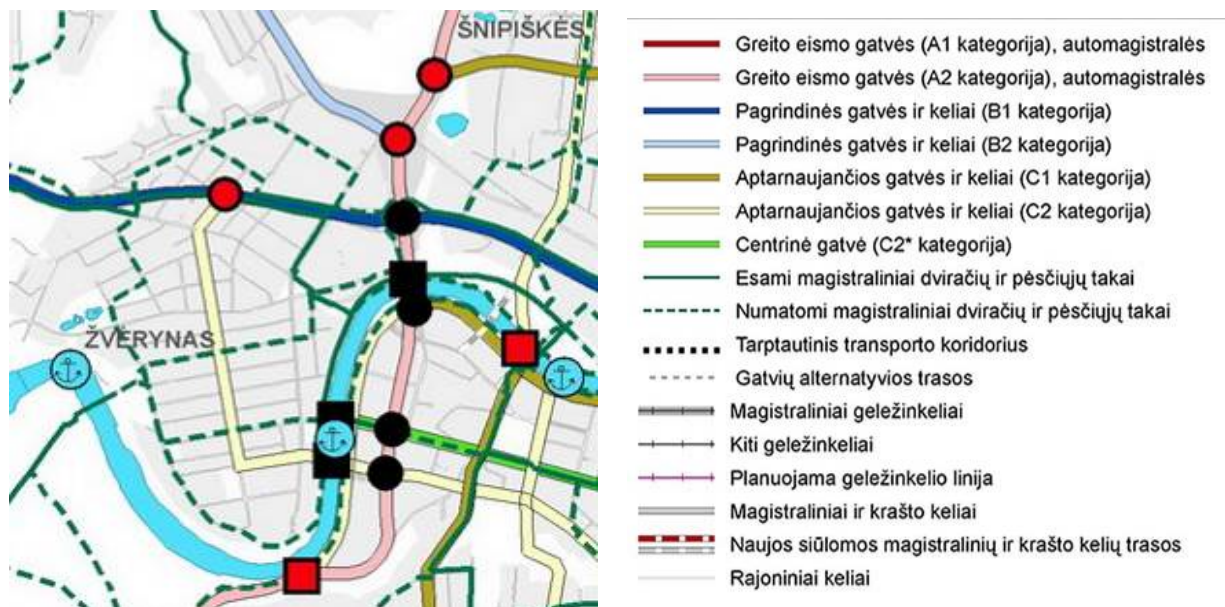 ŠNIPIŠKĖS
ŽVĖRYNAS
Greito eismo gatvės (A1 kategorija), automagistralės
Greito eismo gatvės (A2 kategorija), automagistralės
Pagrindinės gatvės ir keliai (B1 kategorija)
Pagrindinės gatvės ir keliai (B2 kategorija)
Aptarnaujančios gatvės ir keliai (C1 kategorija)
Aptarnaujančios gatvės ir keliai (C2 kategorija)
Centrinė gatvė (C2* kategorija)
Esami magistraliniai dviračių ir pėsčiųjų takai
Numatomi magistraliniai dviračių ir pėsčiųjų takai
Tarptautinis transporto koridorius
Gatvių alternatyvios trasos
Magistraliniai geležinkeliai
Kiti geležinkeliai
Planuojama geležinkelio linija
Magistraliniai ir krašto keliai
Naujos siūlomos magistralinių ir krašto kelių trasos
Rajoniniai keliai